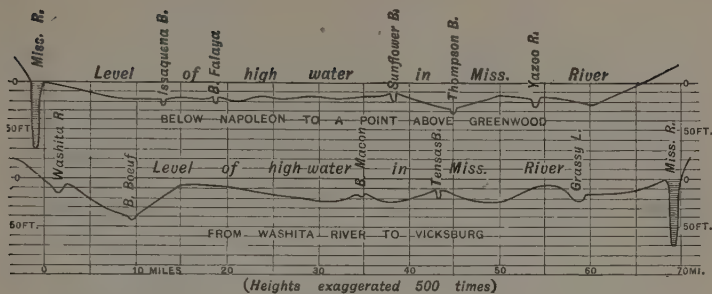 Misc. R. Issaquena B. B. Falaya Sunflower B. Thompson B. Yazoo R.
Level of high water in Miss. River
0 0
50FT. 50FT.
BELOW NAPOLEON TO A POINT ABOVE GREENWOOD
Washita R. B. Boeuf B. Macon Tensas B. Grassy L. Miss. R.
Level of high-water in Miss. River
0 0
50FT. 50FT.
FROM WASHITA RIVER TO VICKSBURG
0 10 MILES 20 30 40 50 60 70MI.
(Heights exaggerated 500 times)